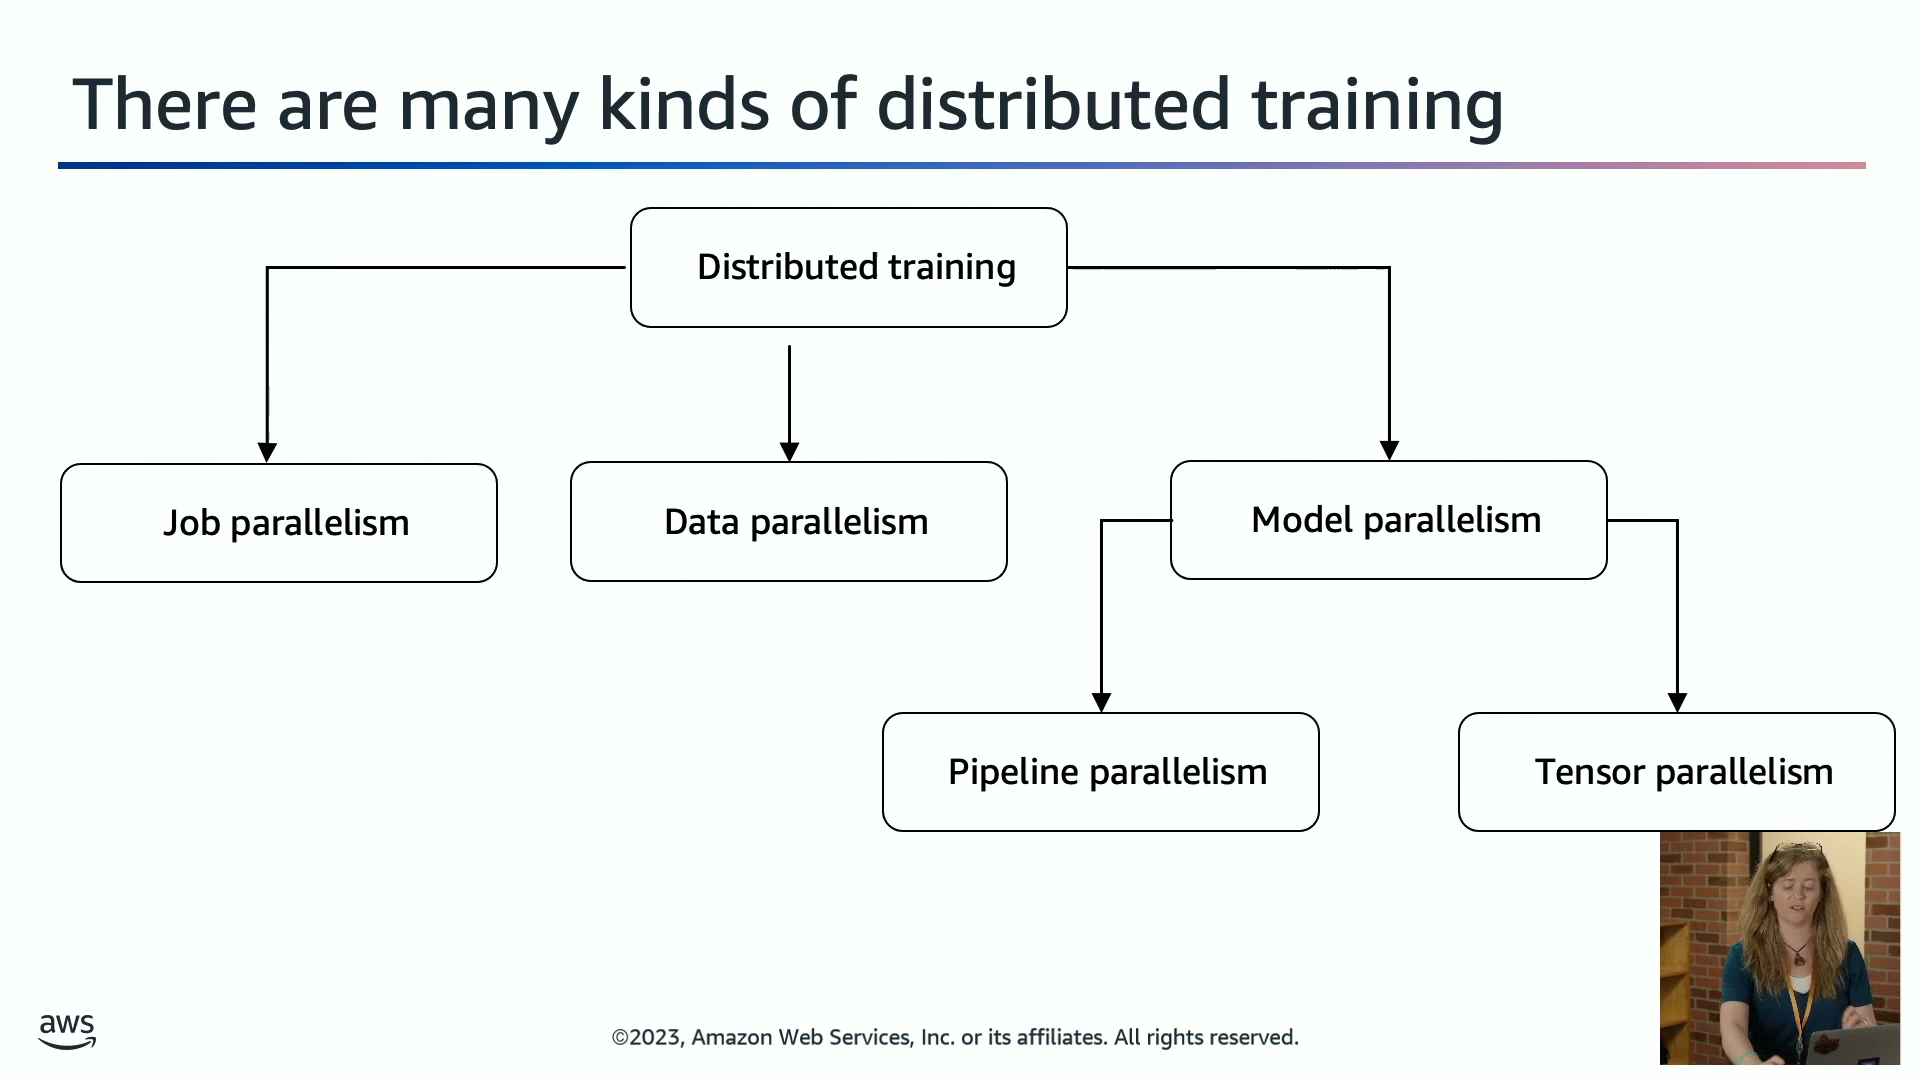 There are many kinds of distributed training
Distributed training
Job parallelism
Data parallelism
Model parallelism
Pipeline parallelism
Tensor parallelism
aws
©2023, Amazon Web Services, Inc. or its affiliates. All rights reserved.